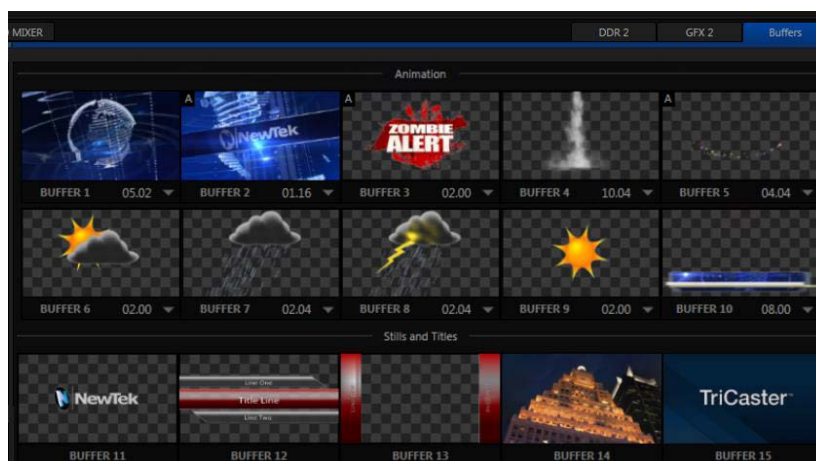 MIXER
DDR 2
GFX 2
Buffers
Animation
A
NewTek
A
ZOMBIE
ALERT
A
BUFFER 1 05.02
BUFFER 2 01.16
BUFFER 3 02.00
BUFFER 4 10.04
BUFFER 5 04.04
BUFFER 6 02.00
BUFFER 7 02.04
BUFFER 8 02.04
BUFFER 9 02.00
BUFFER 10 08.00
Stills and Titles
NewTek
Line One
Title Line
Line Two
TriCaster
BUFFER 11
BUFFER 12
BUFFER 13
BUFFER 14
BUFFER 15